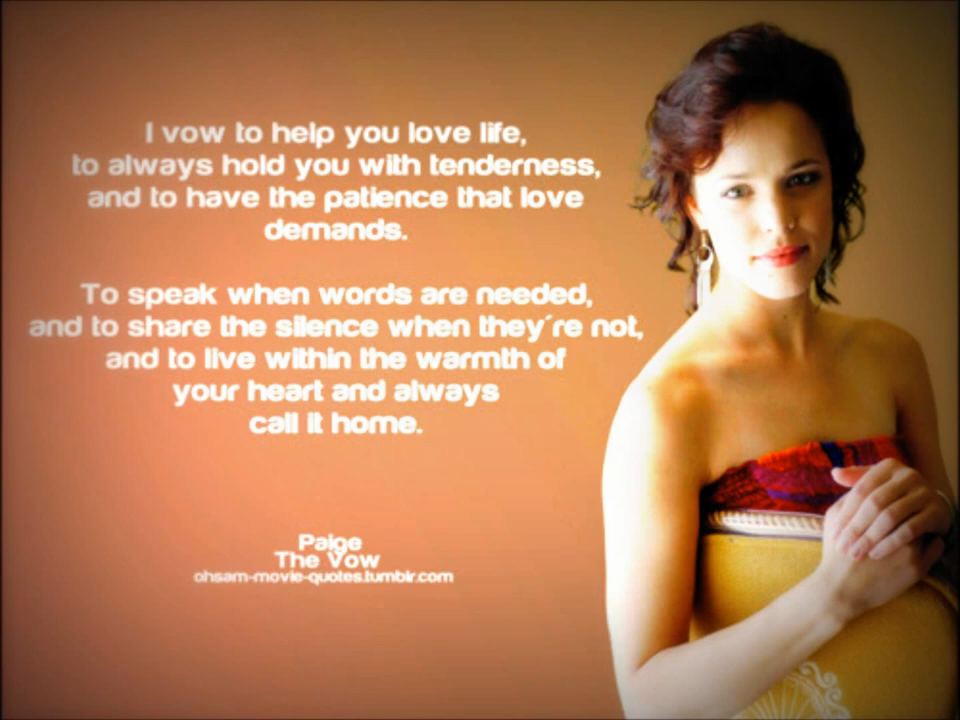 I vow to help you love life,
to always hold you with tenderness,
and to have the patience that love
demands.
To speak when words are needed,
and to share the silence when they´re not,
and to live within the warmth of
your heart and always
call it home.
Paige
The Vow
ohsam-movie-quotes.tumblr.com